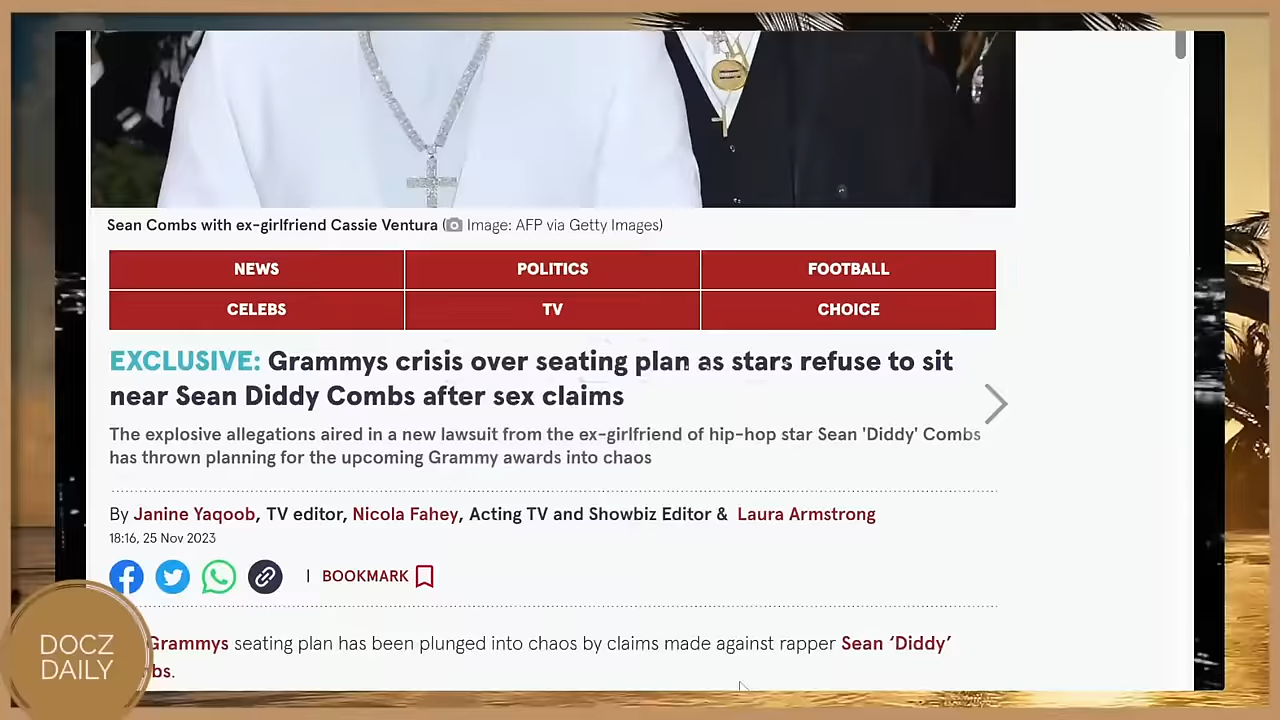 Sean Combs with ex-girlfriend Cassie Ventura (Image: AFP via Getty Images)
NEWS
POLITICS
FOOTBALL
CELEBS
TV
CHOICE
EXCLUSIVE: Grammys crisis over seating plan as stars refuse to sit
near Sean Diddy Combs after sex claims
The explosive allegations aired in a new lawsuit from the ex-girlfriend of hip-hop star Sean 'Diddy' Combs
has thrown planning for the upcoming Grammy awards into chaos
By Janine Yaqoob, TV editor, Nicola Fahey, Acting TV and Showbiz Editor & Laura Armstrong
18:16, 25 Nov 2023
| BOOKMARK
Grammys seating plan has been plunged into chaos by claims made against rapper Sean ‘Diddy’
bs.
DOCZ
DAILY